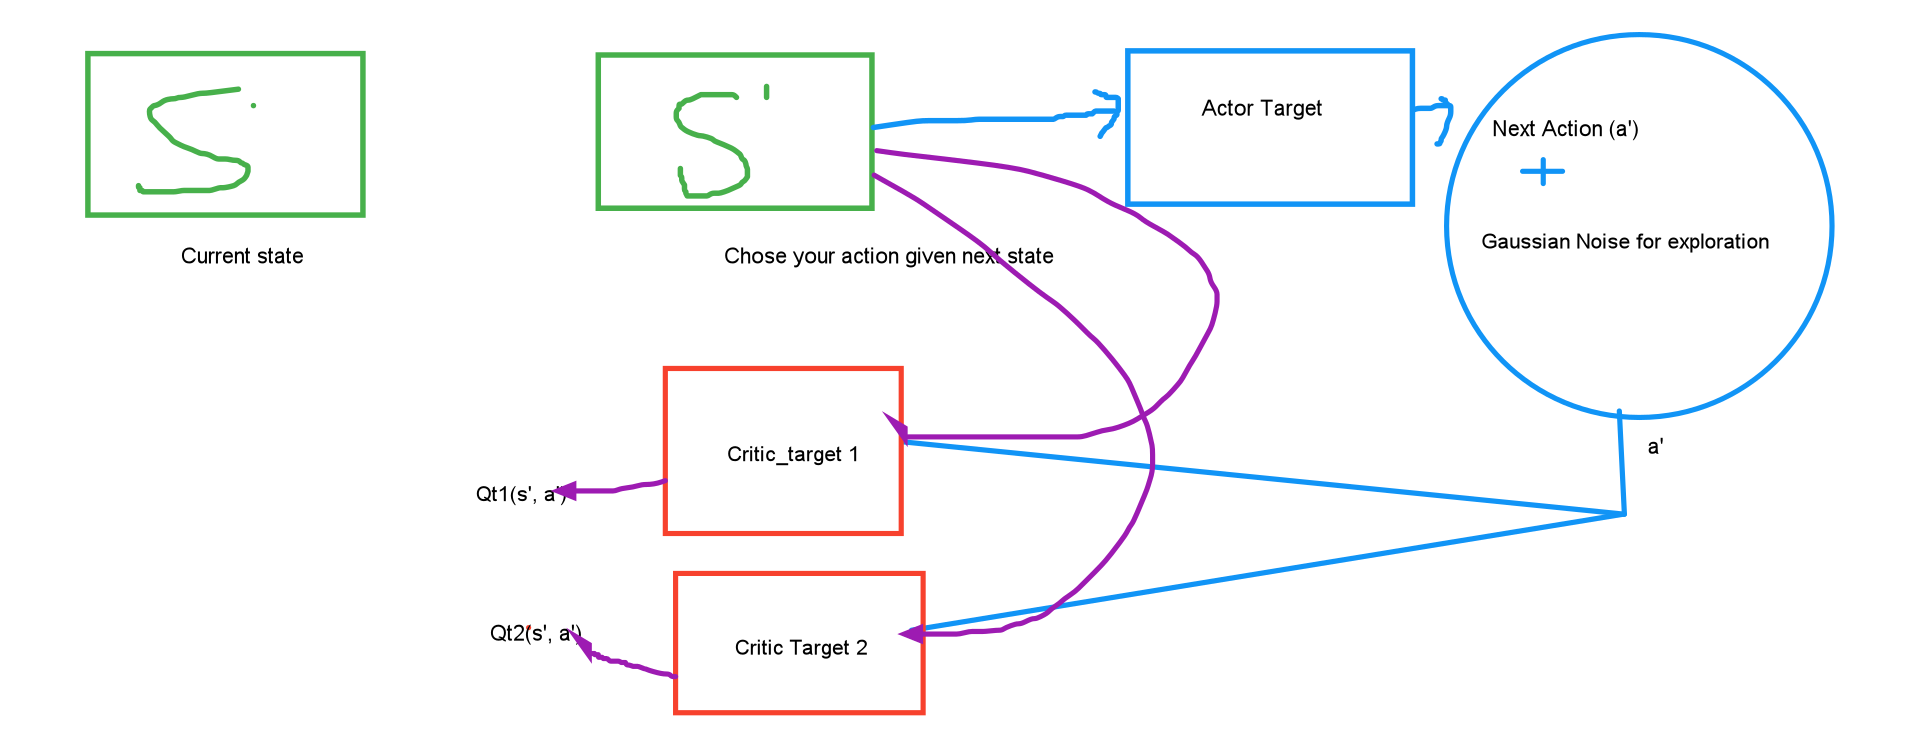 S
S'
Actor Target
Next Action (a')
+
Gaussian Noise for exploration
Current state
Chose your action given next state
a'
Critic_target 1
Qt1(s', a')
Critic Target 2
Qt2(s', a')